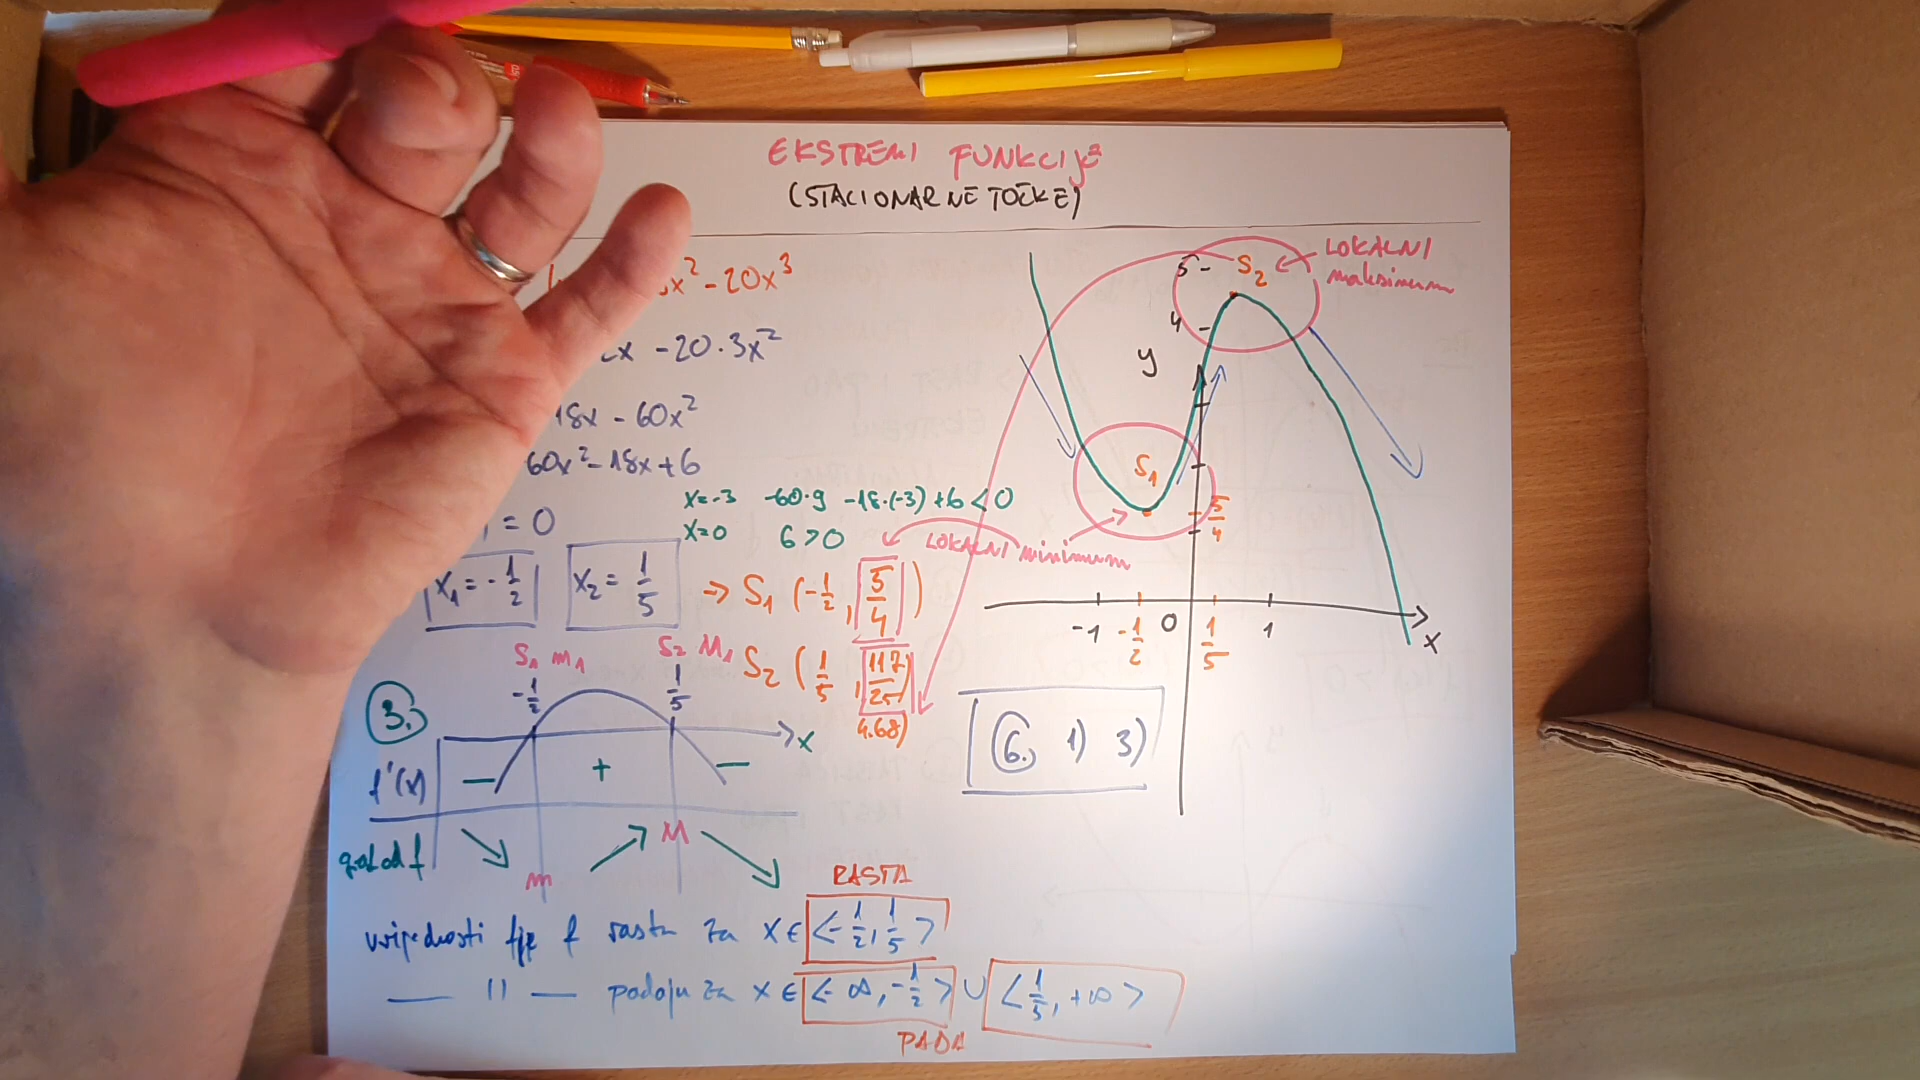 EKSTREMI FUNKCIJE
(STACIONARNE TOČKE)
x² - 20x³
x - 20·3x²
18x - 60x²
60x² - 18x + 6
= 0
x=-3 -60·9 -18·(-3) +6 < 0
x=0 6 > 0
x₁ = -1/2 x₂ = 1/5 → S₁ (-1/2, 5/4)
S₂ (1/5, 117/25)
4.68)
LOKALNI minimum
LOKALNI
maksimum
S₂
5
4
y
S₁
5/4
-1 -1/2 0 1/5 1 x
6. 1) 3)
S₁ m₁ S₂ M₁
3. -1/2 1/5 x
f'(x) - + -
m M
RASTA
vrijednosti fje f rastu za x ∈ <-1/2, 1/5>
— 11 — padaju za x ∈ <-∞, -1/2> ∪ <1/5, +∞>
PADA